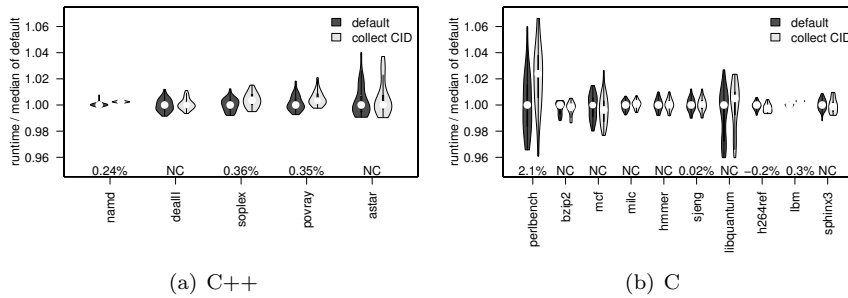 runtime / median of default
1.06
1.04
1.02
1.00
0.98
0.96
default
collect CID
0.24%
NC
0.36%
0.35%
NC
namd
dealII
soplex
povray
astar
(a) C++
runtime / median of default
1.06
1.04
1.02
1.00
0.98
0.96
default
collect CID
2.1%
NC
NC
NC
NC
0.02%
NC
−0.2%
0.3%
NC
perlbench
bzip2
mcf
milc
hmmer
sjeng
libquantum
h264ref
lbm
sphinx3
(b) C